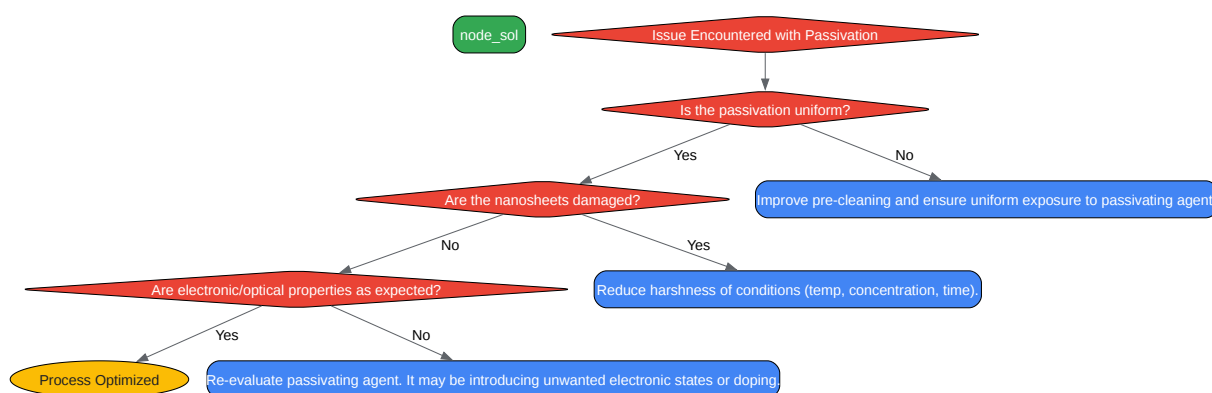 node_sol
Issue Encountered with Passivation
Is the passivation uniform?
Yes
No
Are the nanosheets damaged?
Improve pre-cleaning and ensure uniform exposure to passivating agent
No
Yes
Are electronic/optical properties as expected?
Reduce harshness of conditions (temp, concentration, time).
Yes
No
Process Optimized
Re-evaluate passivating agent. It may be introducing unwanted electronic states or doping.